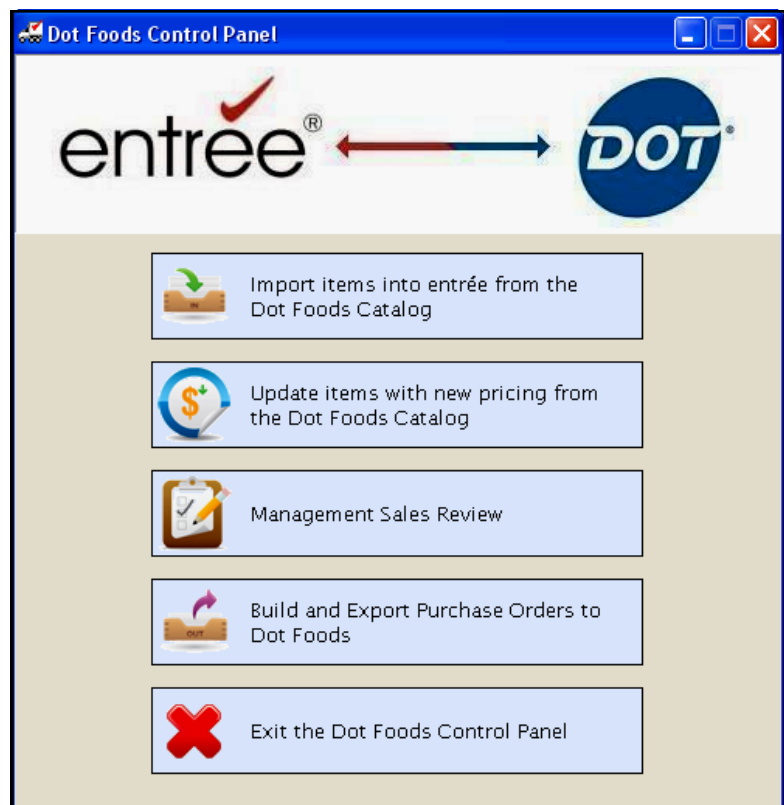 Dot Foods Control Panel
entrée®
DOT®
Import items into entrée from the
Dot Foods Catalog
IN
$
Update items with new pricing from
the Dot Foods Catalog
Management Sales Review
Build and Export Purchase Orders to
Dot Foods
OUT
Exit the Dot Foods Control Panel